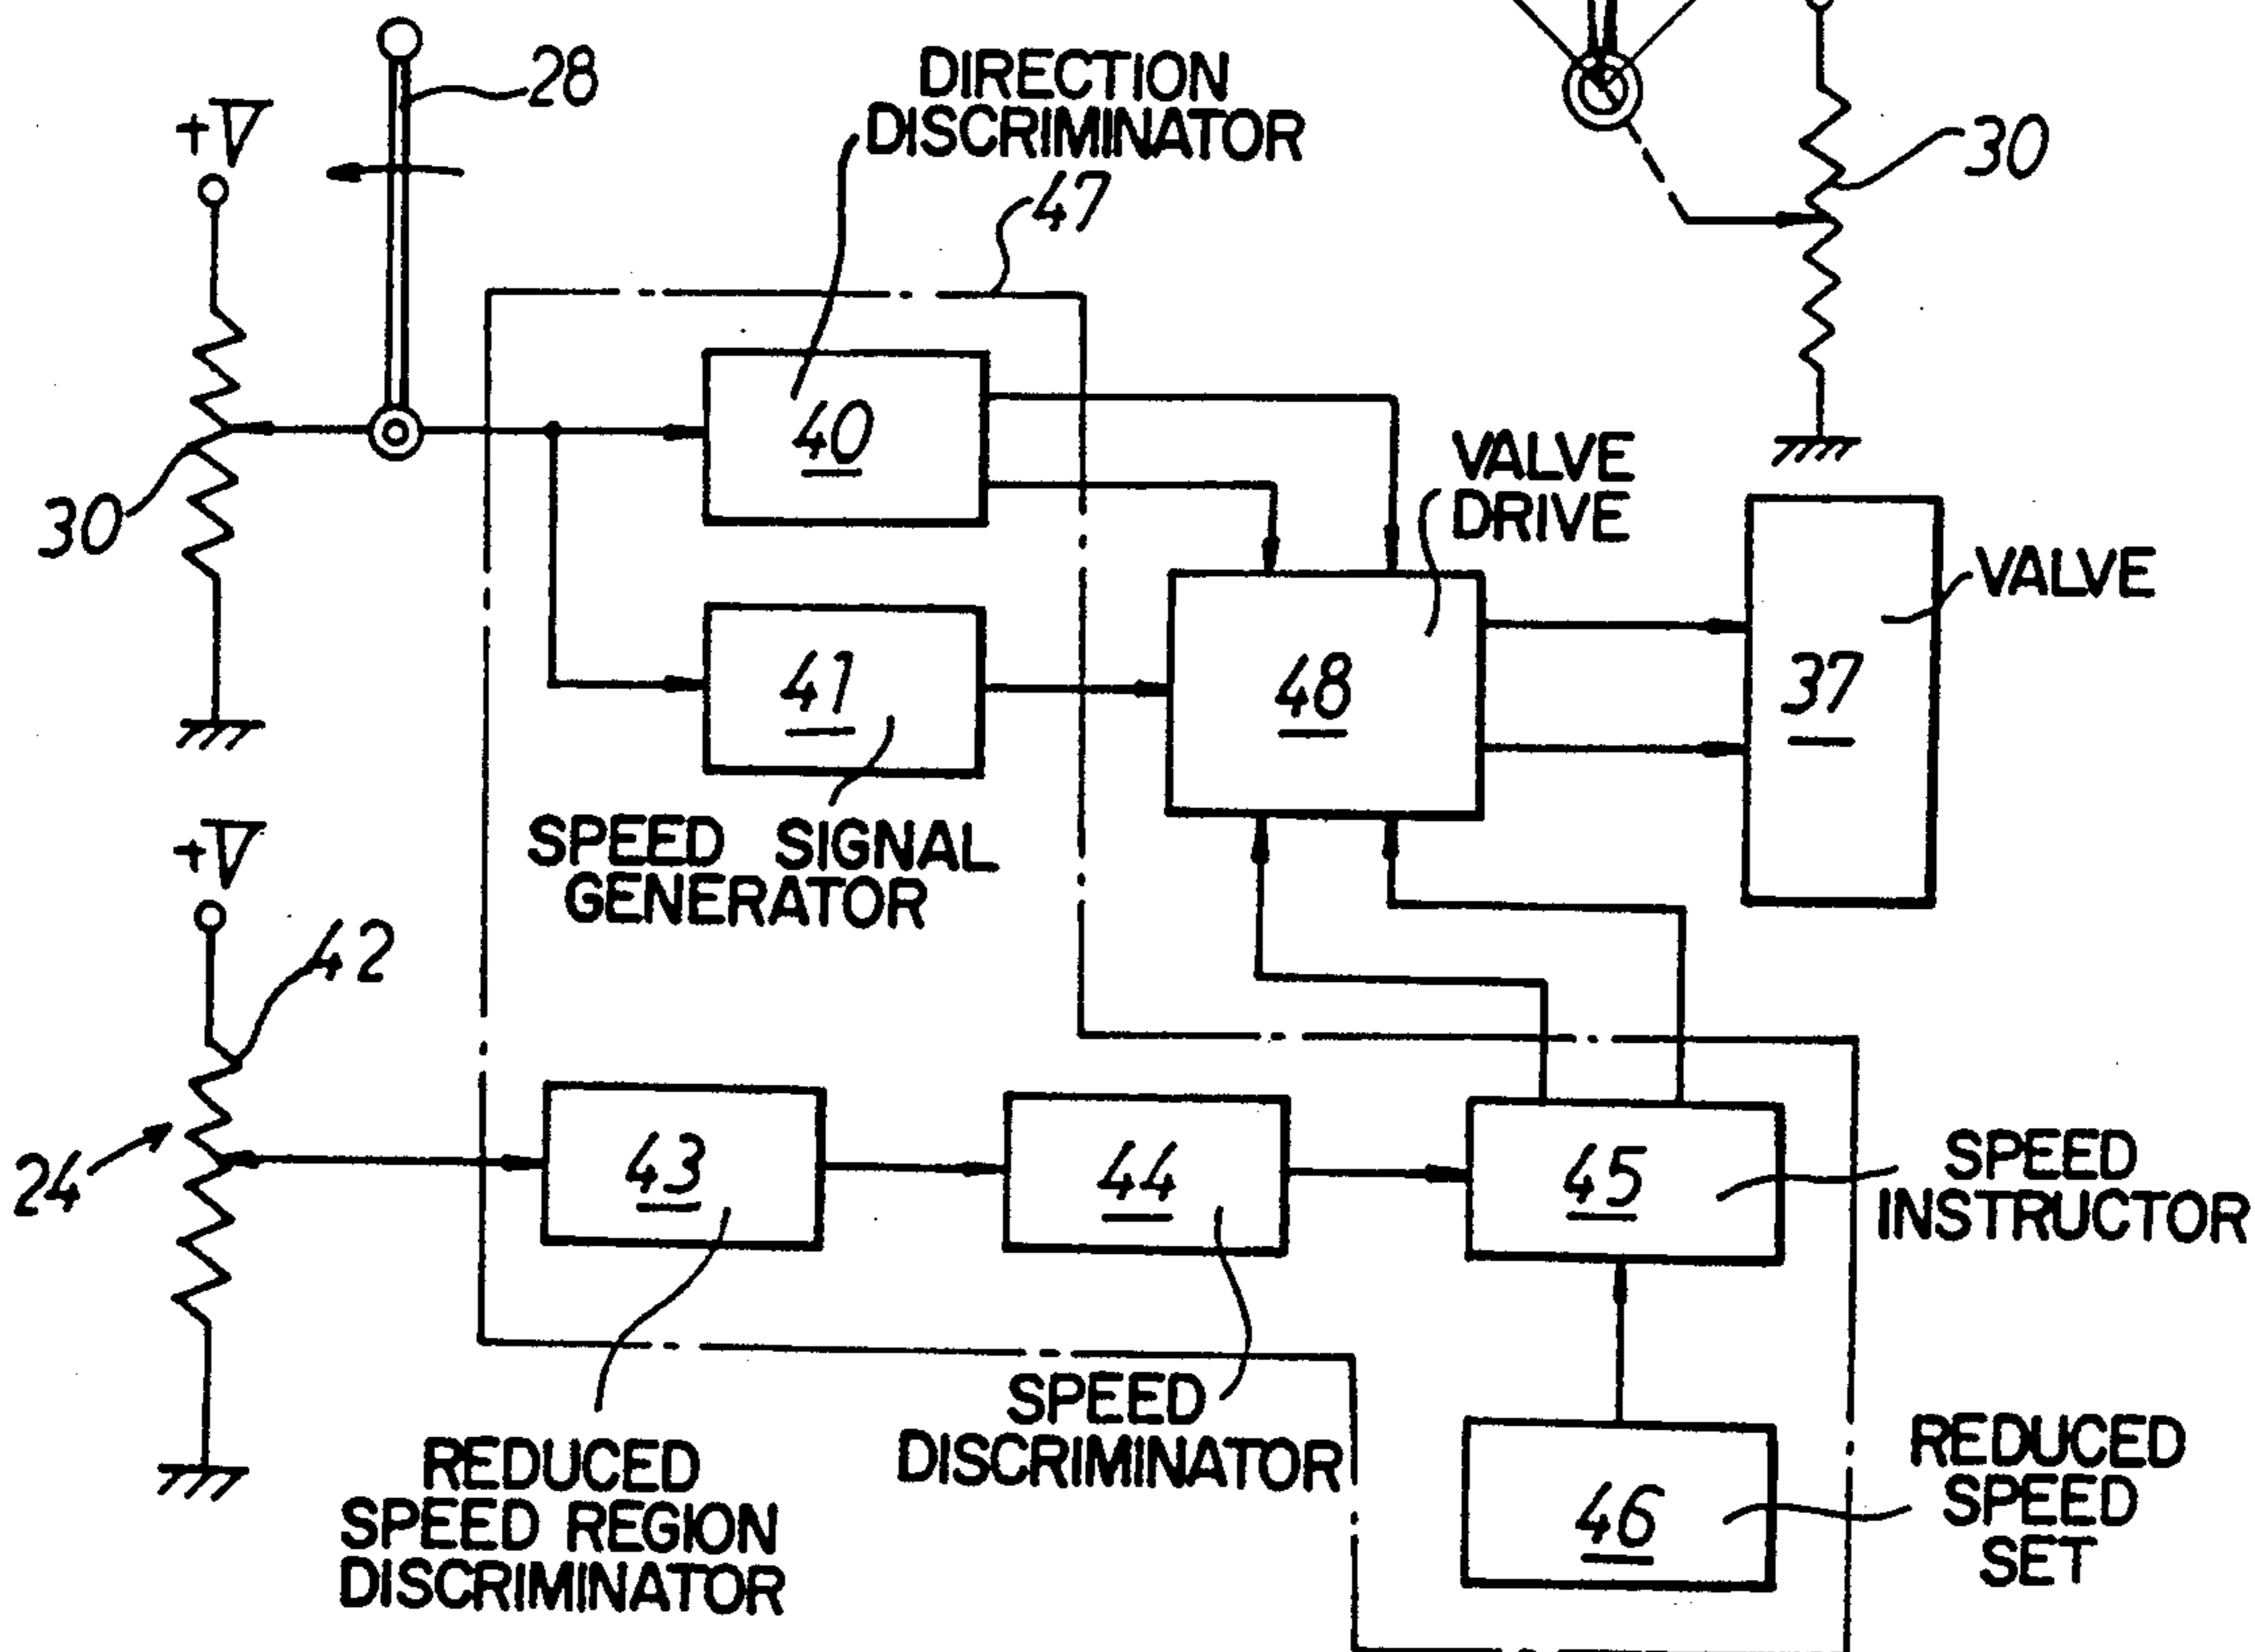 28
DIRECTION
DISCRIMINATOR
+V
47
30
40
VALVE
DRIVE
30
VALVE
41
48
37
SPEED SIGNAL
GENERATOR
+V
42
43
44
45
SPEED
INSTRUCTOR
24
SPEED
DISCRIMINATOR
REDUCED
SPEED REGION
DISCRIMINATOR
46
REDUCED
SPEED
SET